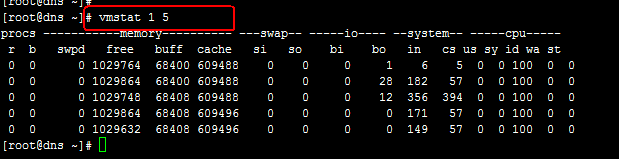 [root@dns ~]#
[root@dns ~]# vmstat 1 5
procs -----------memory---------- ---swap-- -----io---- --system-- -----cpu-----
r b swpd free buff cache si so bi bo in cs us sy id wa st
0 0 0 1029764 68400 609488 0 0 0 1 6 5 0 0 100 0 0
0 0 0 1029864 68400 609488 0 0 0 28 182 57 0 0 100 0 0
0 0 0 1029748 68408 609488 0 0 0 12 356 394 0 0 100 0 0
0 0 0 1029864 68408 609496 0 0 0 0 171 57 0 0 100 0 0
0 0 0 1029632 68408 609496 0 0 0 0 149 57 0 0 100 0 0
[root@dns ~]#